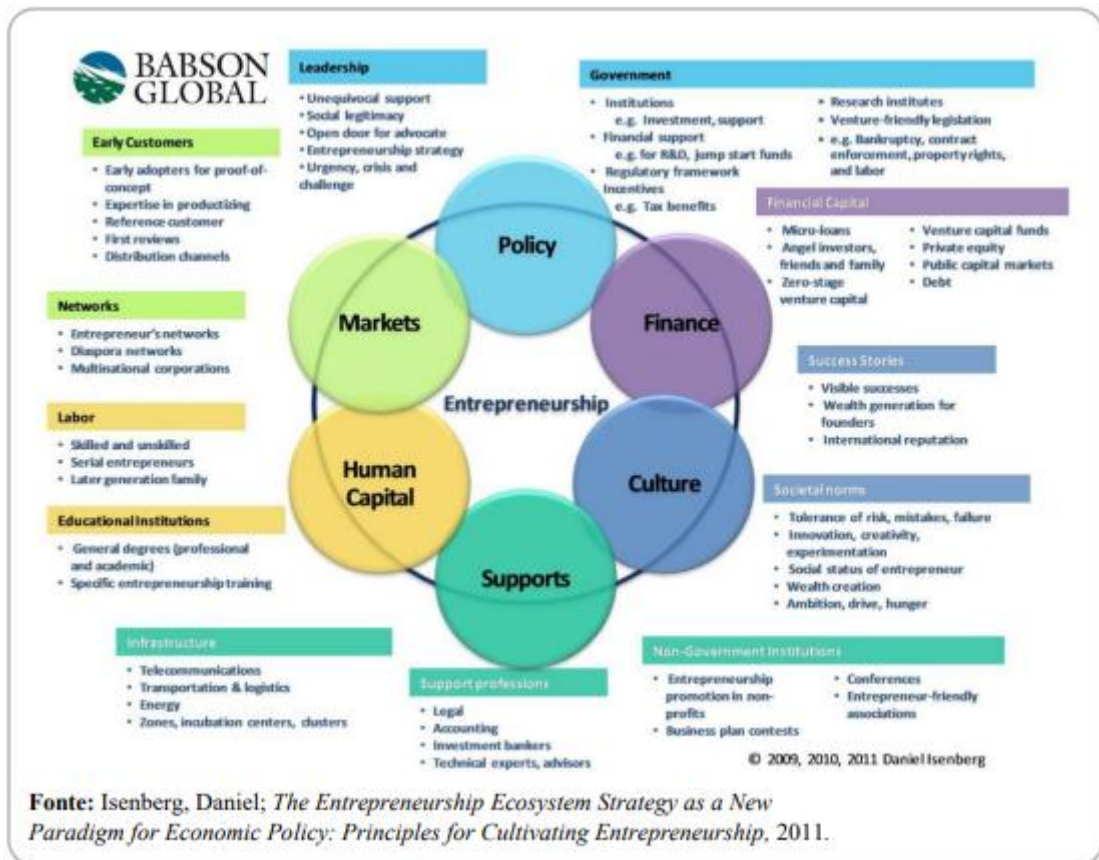 BABSON
GLOBAL
Leadership
• Unequivocal support
• Social legitimacy
• Open door for advocate
• Entrepreneurship strategy
• Urgency, crisis and
challenge
Government
• Institutions
e.g. Investment, support
• Financial support
e.g. for R&D, jump start funds
• Regulatory framework
Incentives
e.g. Tax benefits
• Research institutes
• Venture-friendly legislation
• e.g. Bankruptcy, contract
enforcement, property rights,
and labor
Early Customers
• Early adopters for proof-of-
concept
• Expertise in productizing
• Reference customer
• First reviews
• Distribution channels
Financial Capital
• Micro-loans
• Angel investors,
friends and family
• Zero-stage
venture capital
• Venture capital funds
• Private equity
• Public capital markets
• Debt
Networks
• Entrepreneur's networks
• Diaspora networks
• Multinational corporations
Success Stories
• Visible successes
• Wealth generation for
founders
• International reputation
Labor
• Skilled and unskilled
• Serial entrepreneurs
• Later generation family
Societal norms
• Tolerance of risk, mistakes, failure
• Innovation, creativity,
experimentation
• Social status of entrepreneur
• Wealth creation
• Ambition, drive, hunger
Educational Institutions
• General degrees (professional
and academic)
• Specific entrepreneurship training
Policy
Markets
Finance
Entrepreneurship
Human
Capital
Culture
Supports
Infrastructure
• Telecommunications
• Transportation & logistics
• Energy
• Zones, incubation centers, clusters
Support professions
• Legal
• Accounting
• Investment bankers
• Technical experts, advisors
Non-Government Institutions
• Entrepreneurship
promotion in non-
profits
• Business plan contests
• Conferences
• Entrepreneur-friendly
associations
© 2009, 2010, 2011 Daniel Isenberg
Fonte: Isenberg, Daniel; The Entrepreneurship Ecosystem Strategy as a New
Paradigm for Economic Policy: Principles for Cultivating Entrepreneurship, 2011.